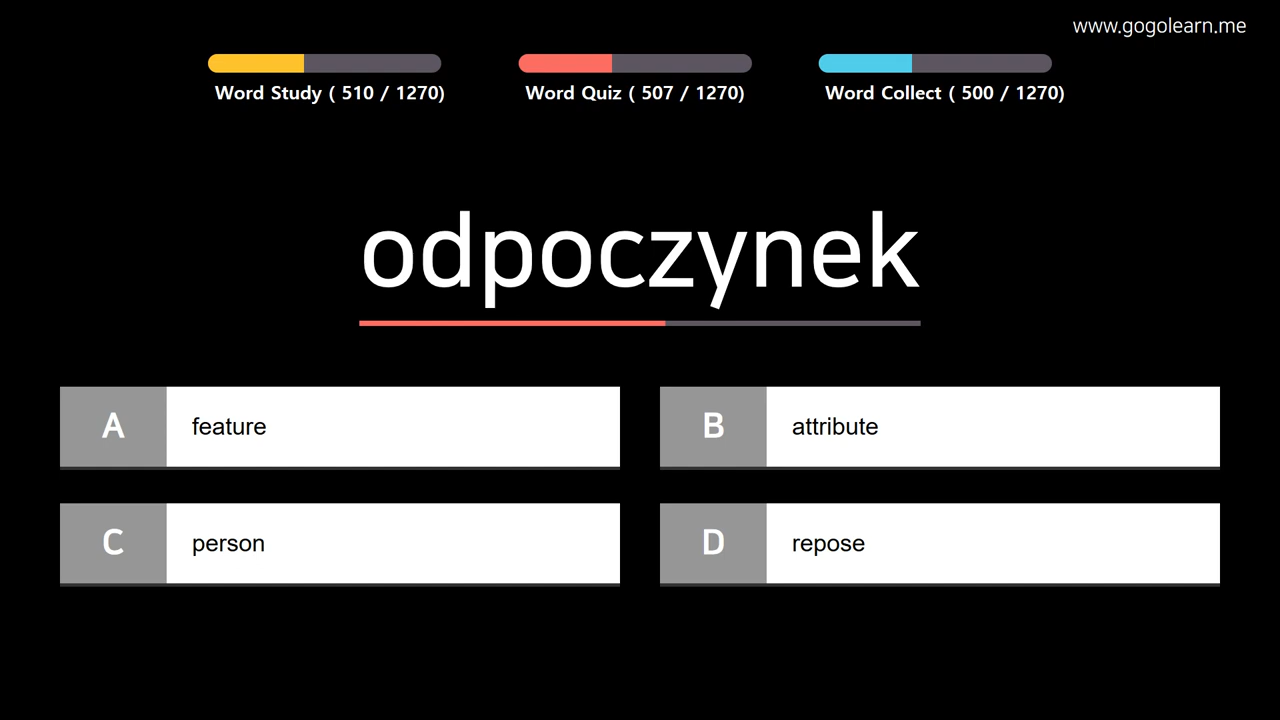 www.gogolearn.me
Word Study ( 510 / 1270)
Word Quiz ( 507 / 1270)
Word Collect ( 500 / 1270)
odpoczynek
A feature
B attribute
C person
D repose